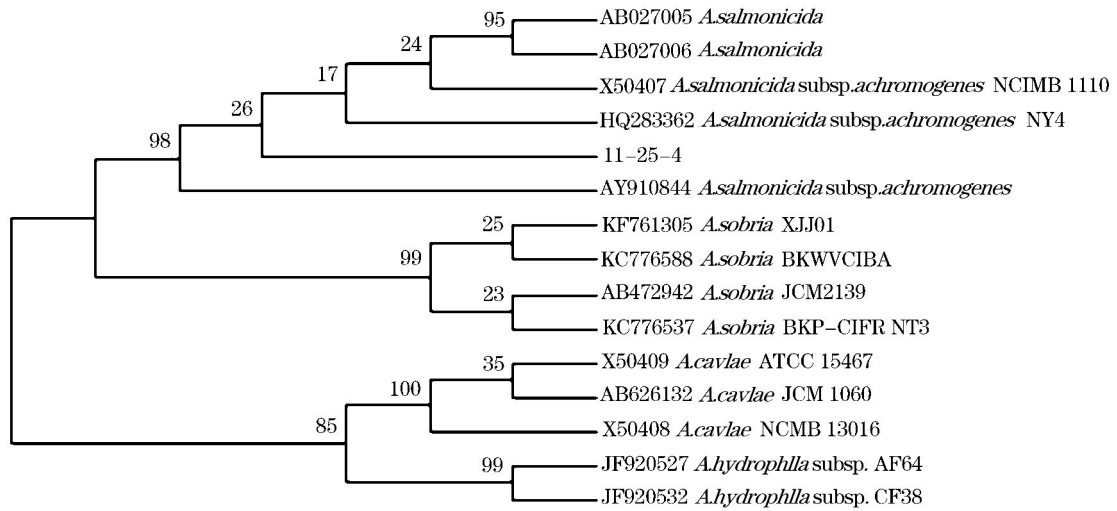 95
AB027005 A.salmonicida
24
AB027006 A.salmonicida
17
X50407 A.salmonicida subsp.achromogenes NCIMB 1110
26
HQ283362 A.salmonicida subsp.achromogenes NY4
98
11-25-4
AY910844 A.salmonicida subsp.achromogenes
25
KF761305 A.sobria XJJ01
99
KC776588 A.sobria BKWVCIBA
23
AB472942 A.sobria JCM2139
KC776537 A.sobria BKP-CIFR NT3
35
X50409 A.cavlae ATCC 15467
100
AB626132 A.cavlae JCM 1060
85
X50408 A.cavlae NCMB 13016
99
JF920527 A.hydrophlla subsp. AF64
JF920532 A.hydrophlla subsp. CF38